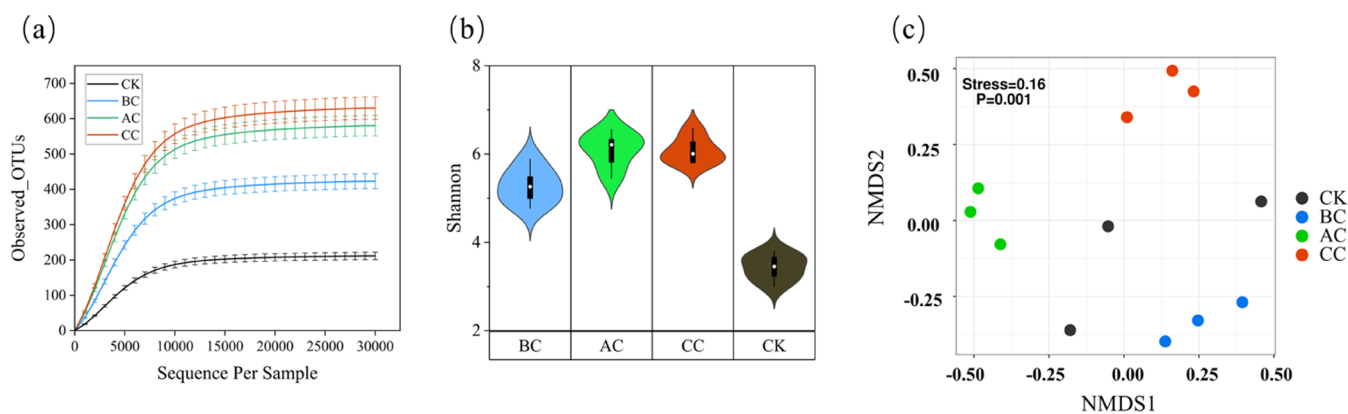 (a)
700
600
500
400
300
200
100
0
Observed_OTUs
CK
BC
AC
CC
0
5000
10000
15000
20000
25000
30000
Sequence Per Sample
(b)
8
6
4
2
Shannon
BC
AC
CC
CK
(c)
0.50
0.25
0.00
-0.25
NMDS2
Stress=0.16
P=0.001
-0.50
-0.25
0.00
0.25
0.50
NMDS1
CK
BC
AC
CC